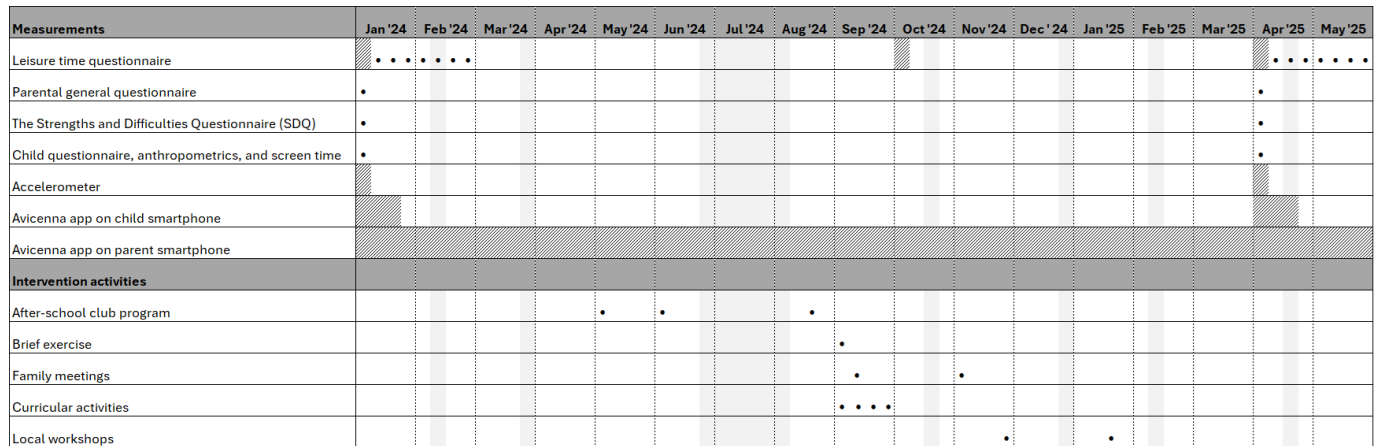 Measurements Jan '24 Feb '24 Mar '24 Apr '24 May '24 Jun '24 Jul '24 Aug '24 Sep '24 Oct '24 Nov '24 Dec '24 Jan '25 Feb '25 Mar '25 Apr '25 May '25
Leisure time questionnaire
Parental general questionnaire
The Strengths and Difficulties Questionnaire (SDQ)
Child questionnaire, anthropometrics, and screen time
Accelerometer
Avicenna app on child smartphone
Avicenna app on parent smartphone
Intervention activities
After-school club program
Brief exercise
Family meetings
Curricular activities
Local workshops